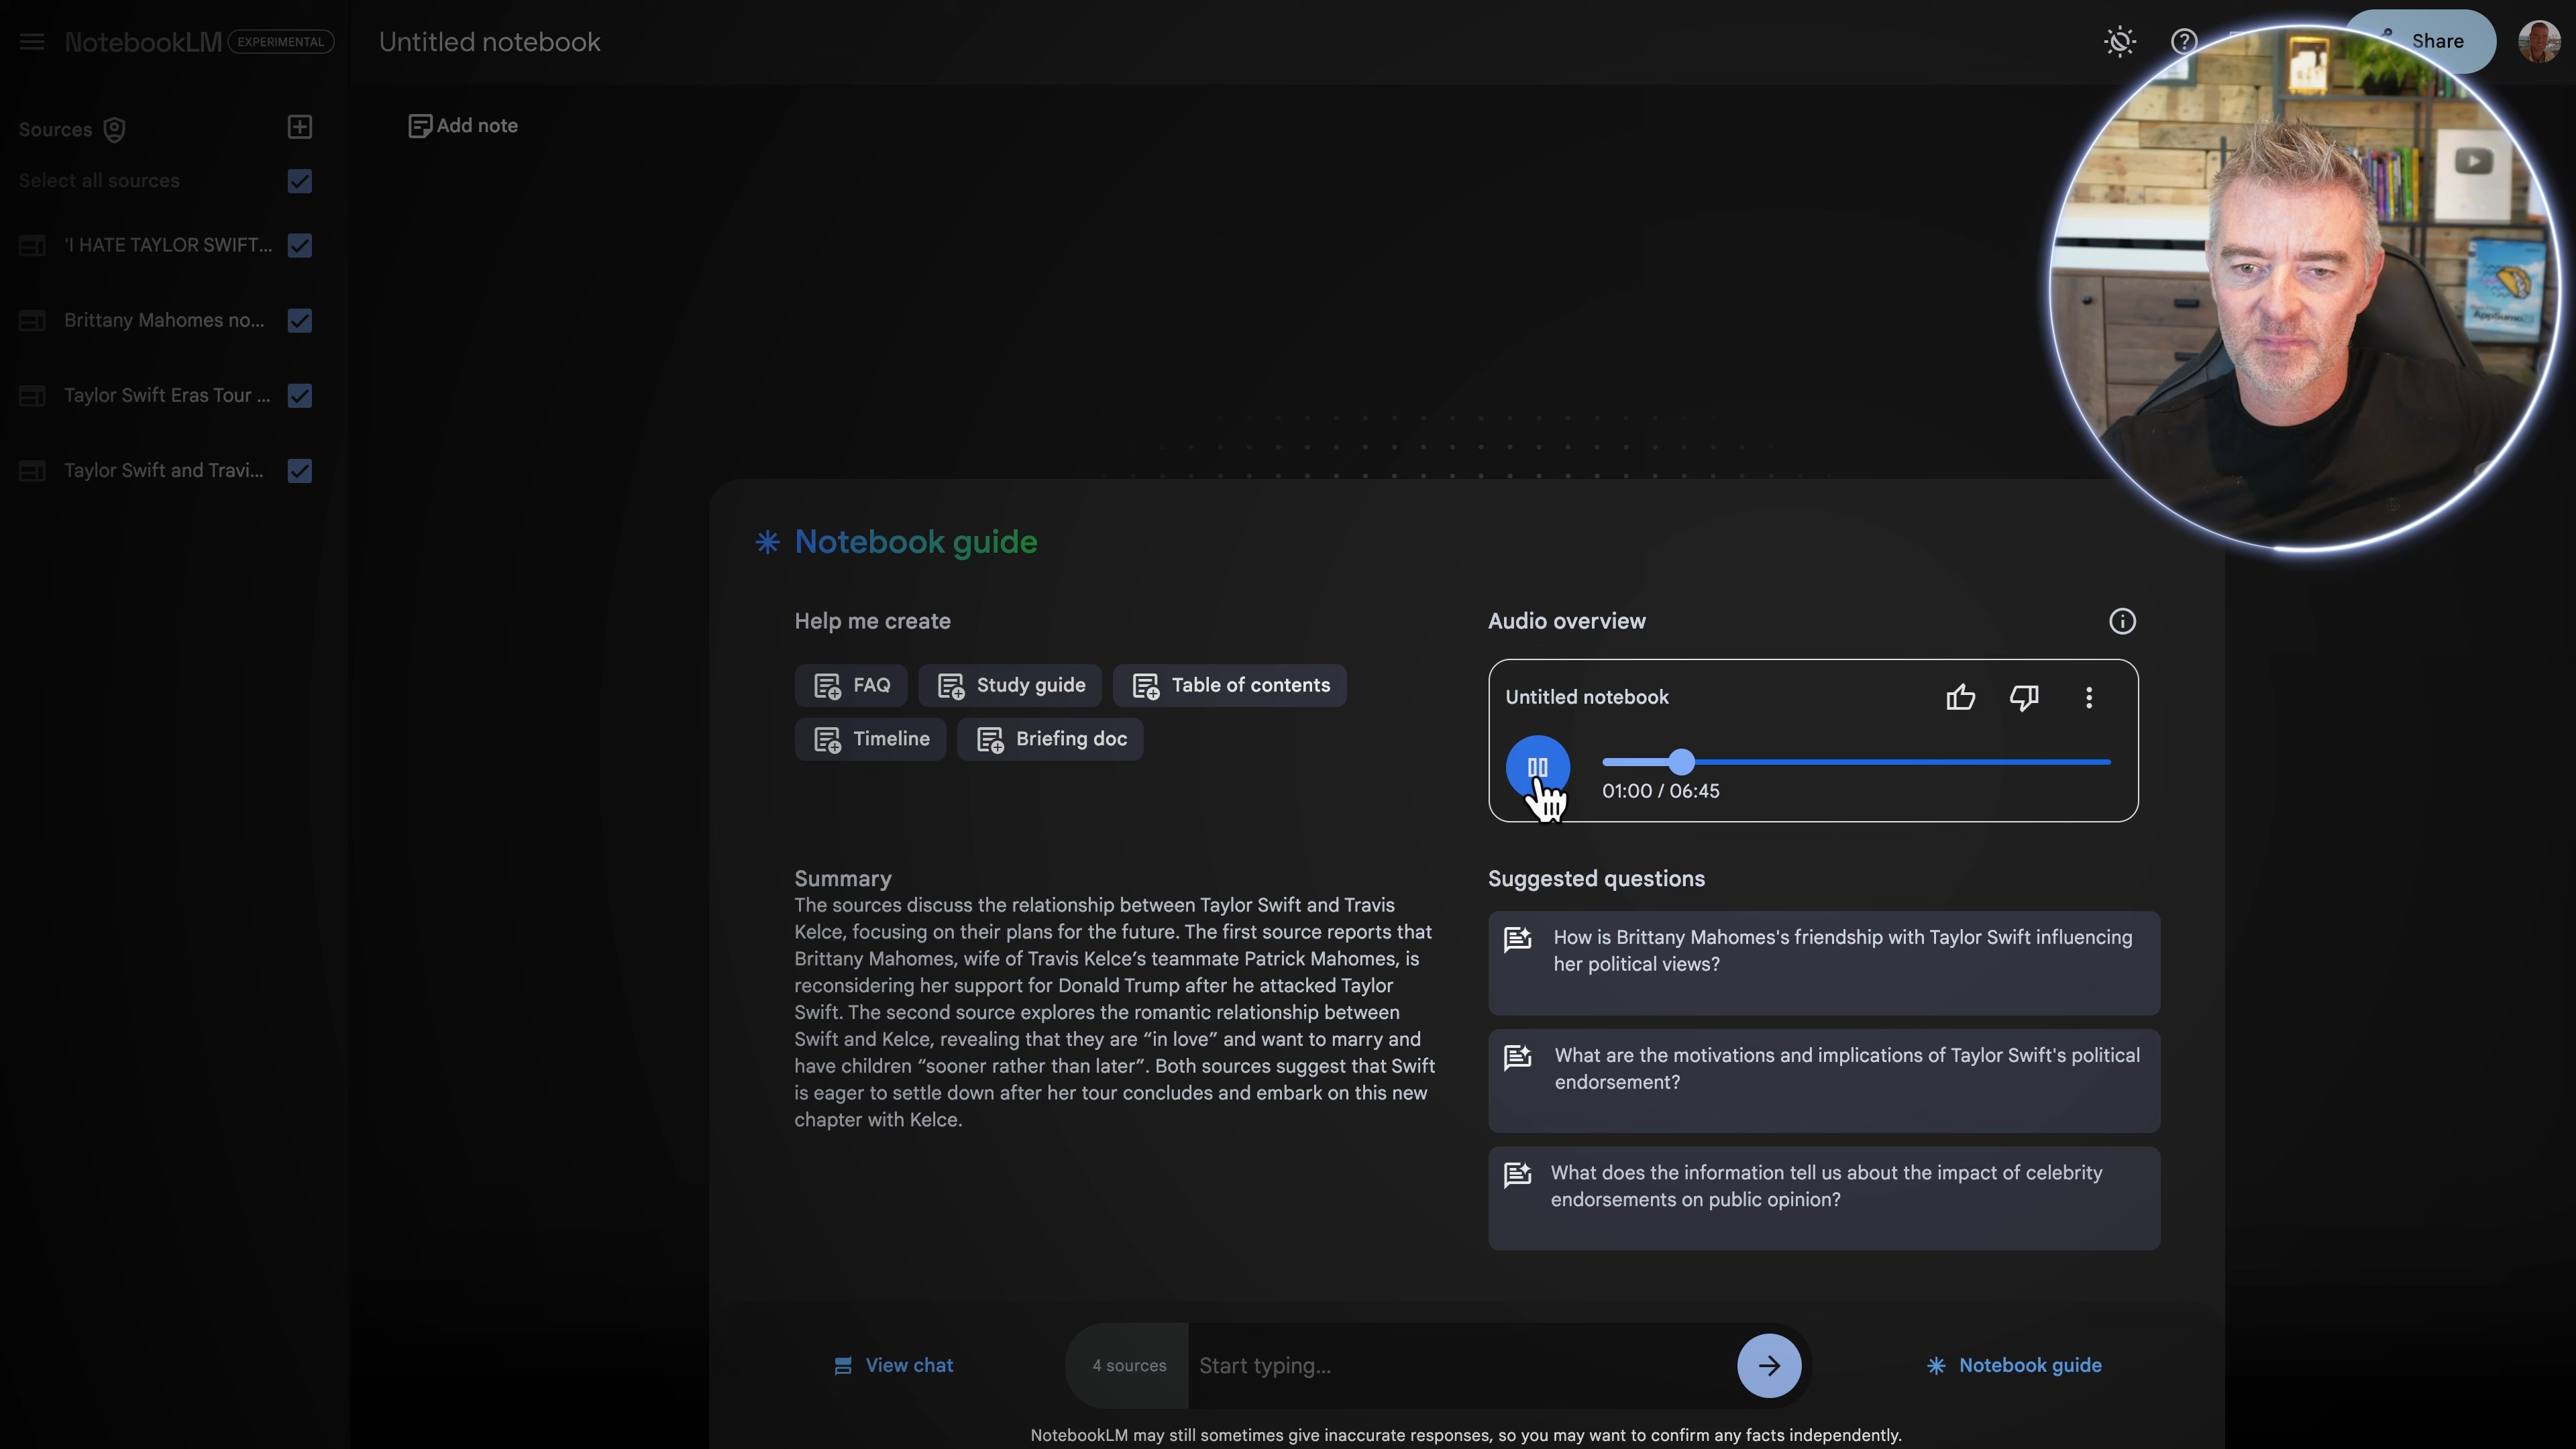 NotebookLM EXPERIMENTAL
Untitled notebook
Share
Sources
Select all sources
'I HATE TAYLOR SWIFT...
Brittany Mahomes no...
Taylor Swift Eras Tour ...
Taylor Swift and Travi...
Add note
AppSumo
Notebook guide
Help me create
FAQ
Study guide
Table of contents
Timeline
Briefing doc
Audio overview
Untitled notebook
01:00 / 06:45
Summary
The sources discuss the relationship between Taylor Swift and Travis
Kelce, focusing on their plans for the future. The first source reports that
Brittany Mahomes, wife of Travis Kelce’s teammate Patrick Mahomes, is
reconsidering her support for Donald Trump after he attacked Taylor
Swift. The second source explores the romantic relationship between
Swift and Kelce, revealing that they are “in love” and want to marry and
have children “sooner rather than later”. Both sources suggest that Swift
is eager to settle down after her tour concludes and embark on this new
chapter with Kelce.
Suggested questions
How is Brittany Mahomes's friendship with Taylor Swift influencing
her political views?
What are the motivations and implications of Taylor Swift's political
endorsement?
What does the information tell us about the impact of celebrity
endorsements on public opinion?
View chat
4 sources
Start typing...
Notebook guide
NotebookLM may still sometimes give inaccurate responses, so you may want to confirm any facts independently.